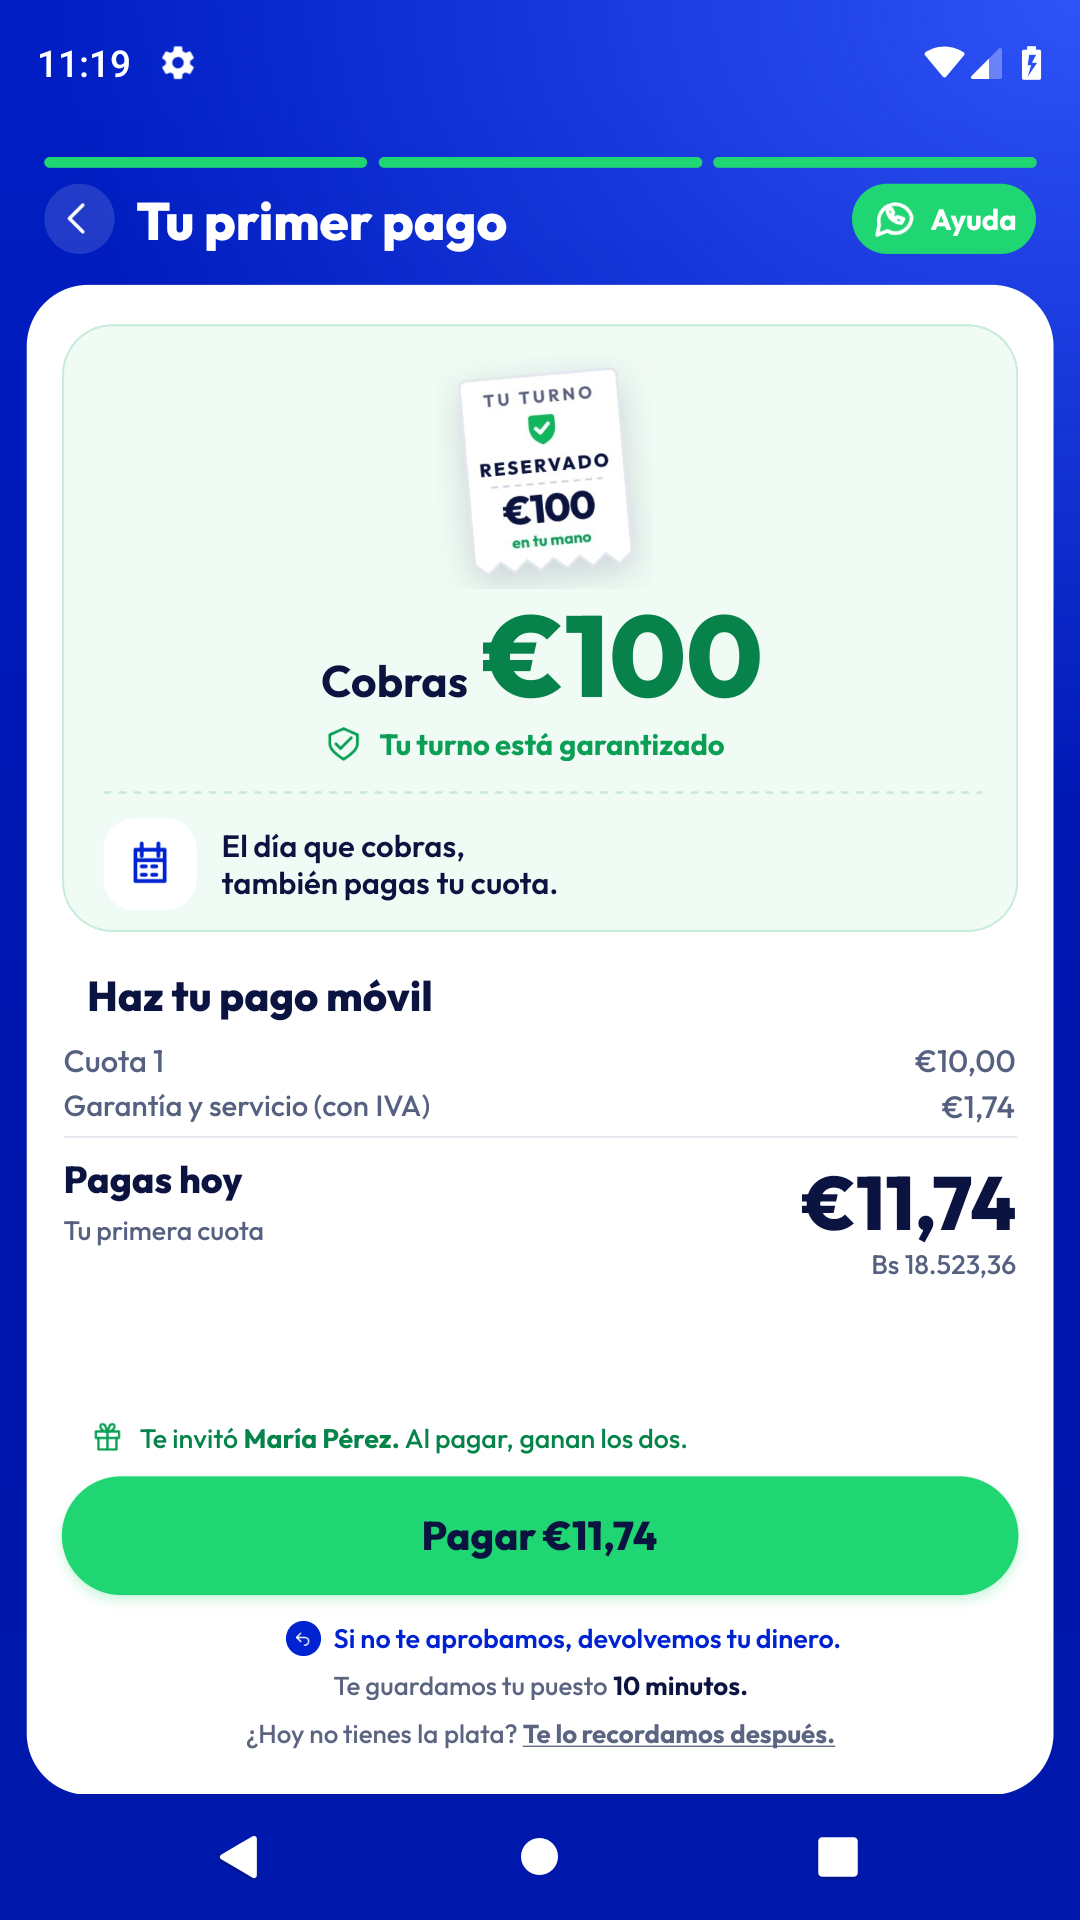 11:19
Tu primer pago
Ayuda
TU TURNO
RESERVADO
€100
en tu mano
Cobras €100
Tu turno está garantizado
El día que cobras,
también pagas tu cuota.
Haz tu pago móvil
Cuota 1 €10,00
Garantía y servicio (con IVA) €1,74
Pagas hoy €11,74
Tu primera cuota
Bs 18.523,36
Te invitó María Pérez. Al pagar, ganan los dos.
Pagar €11,74
Si no te aprobamos, devolvemos tu dinero.
Te guardamos tu puesto 10 minutos.
¿Hoy no tienes la plata? Te lo recordamos después.